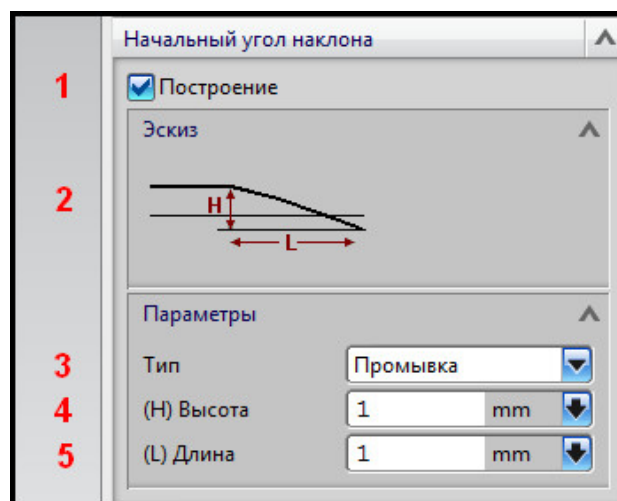 Начальный угол наклона
1 Построение
Эскиз
2
H
L
Параметры
3 Тип Промывка
4 (H) Высота 1 mm
5 (L) Длина 1 mm